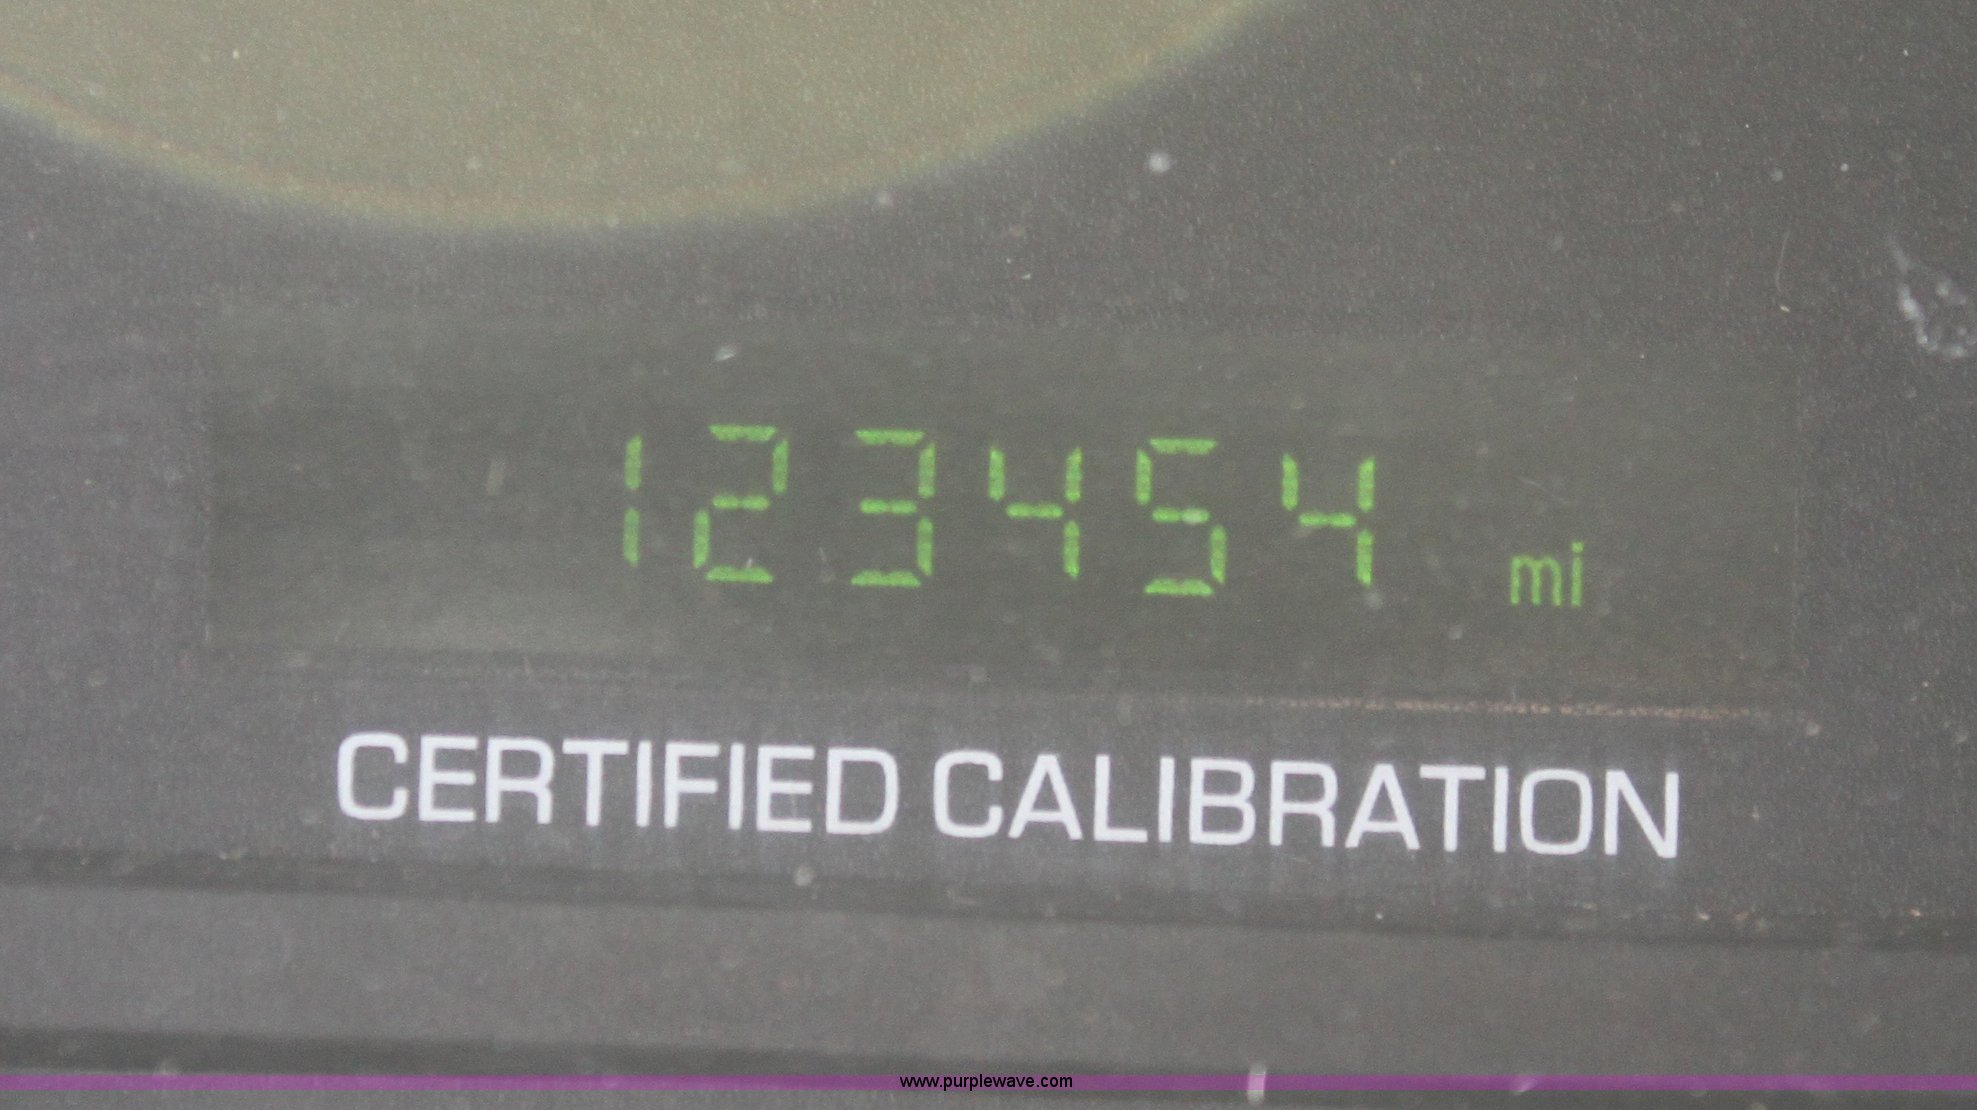 123454 mi
CERTIFIED CALIBRATION
www.purplewave.com